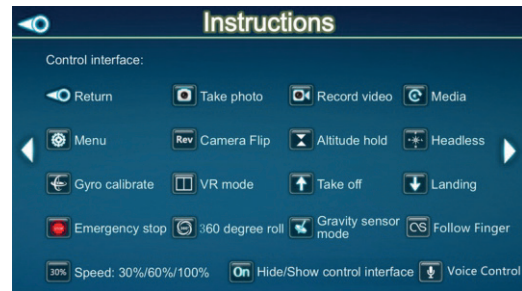 Instructions
Control interface:
Return Take photo Record video Media
Menu Rev Camera Flip Altitude hold Headless
Gyro calibrate VR mode Take off Landing
Emergency stop 360 degree roll Gravity sensor mode Follow Finger
30% Speed: 30%/60%/100% On Hide/Show control interface Voice Control